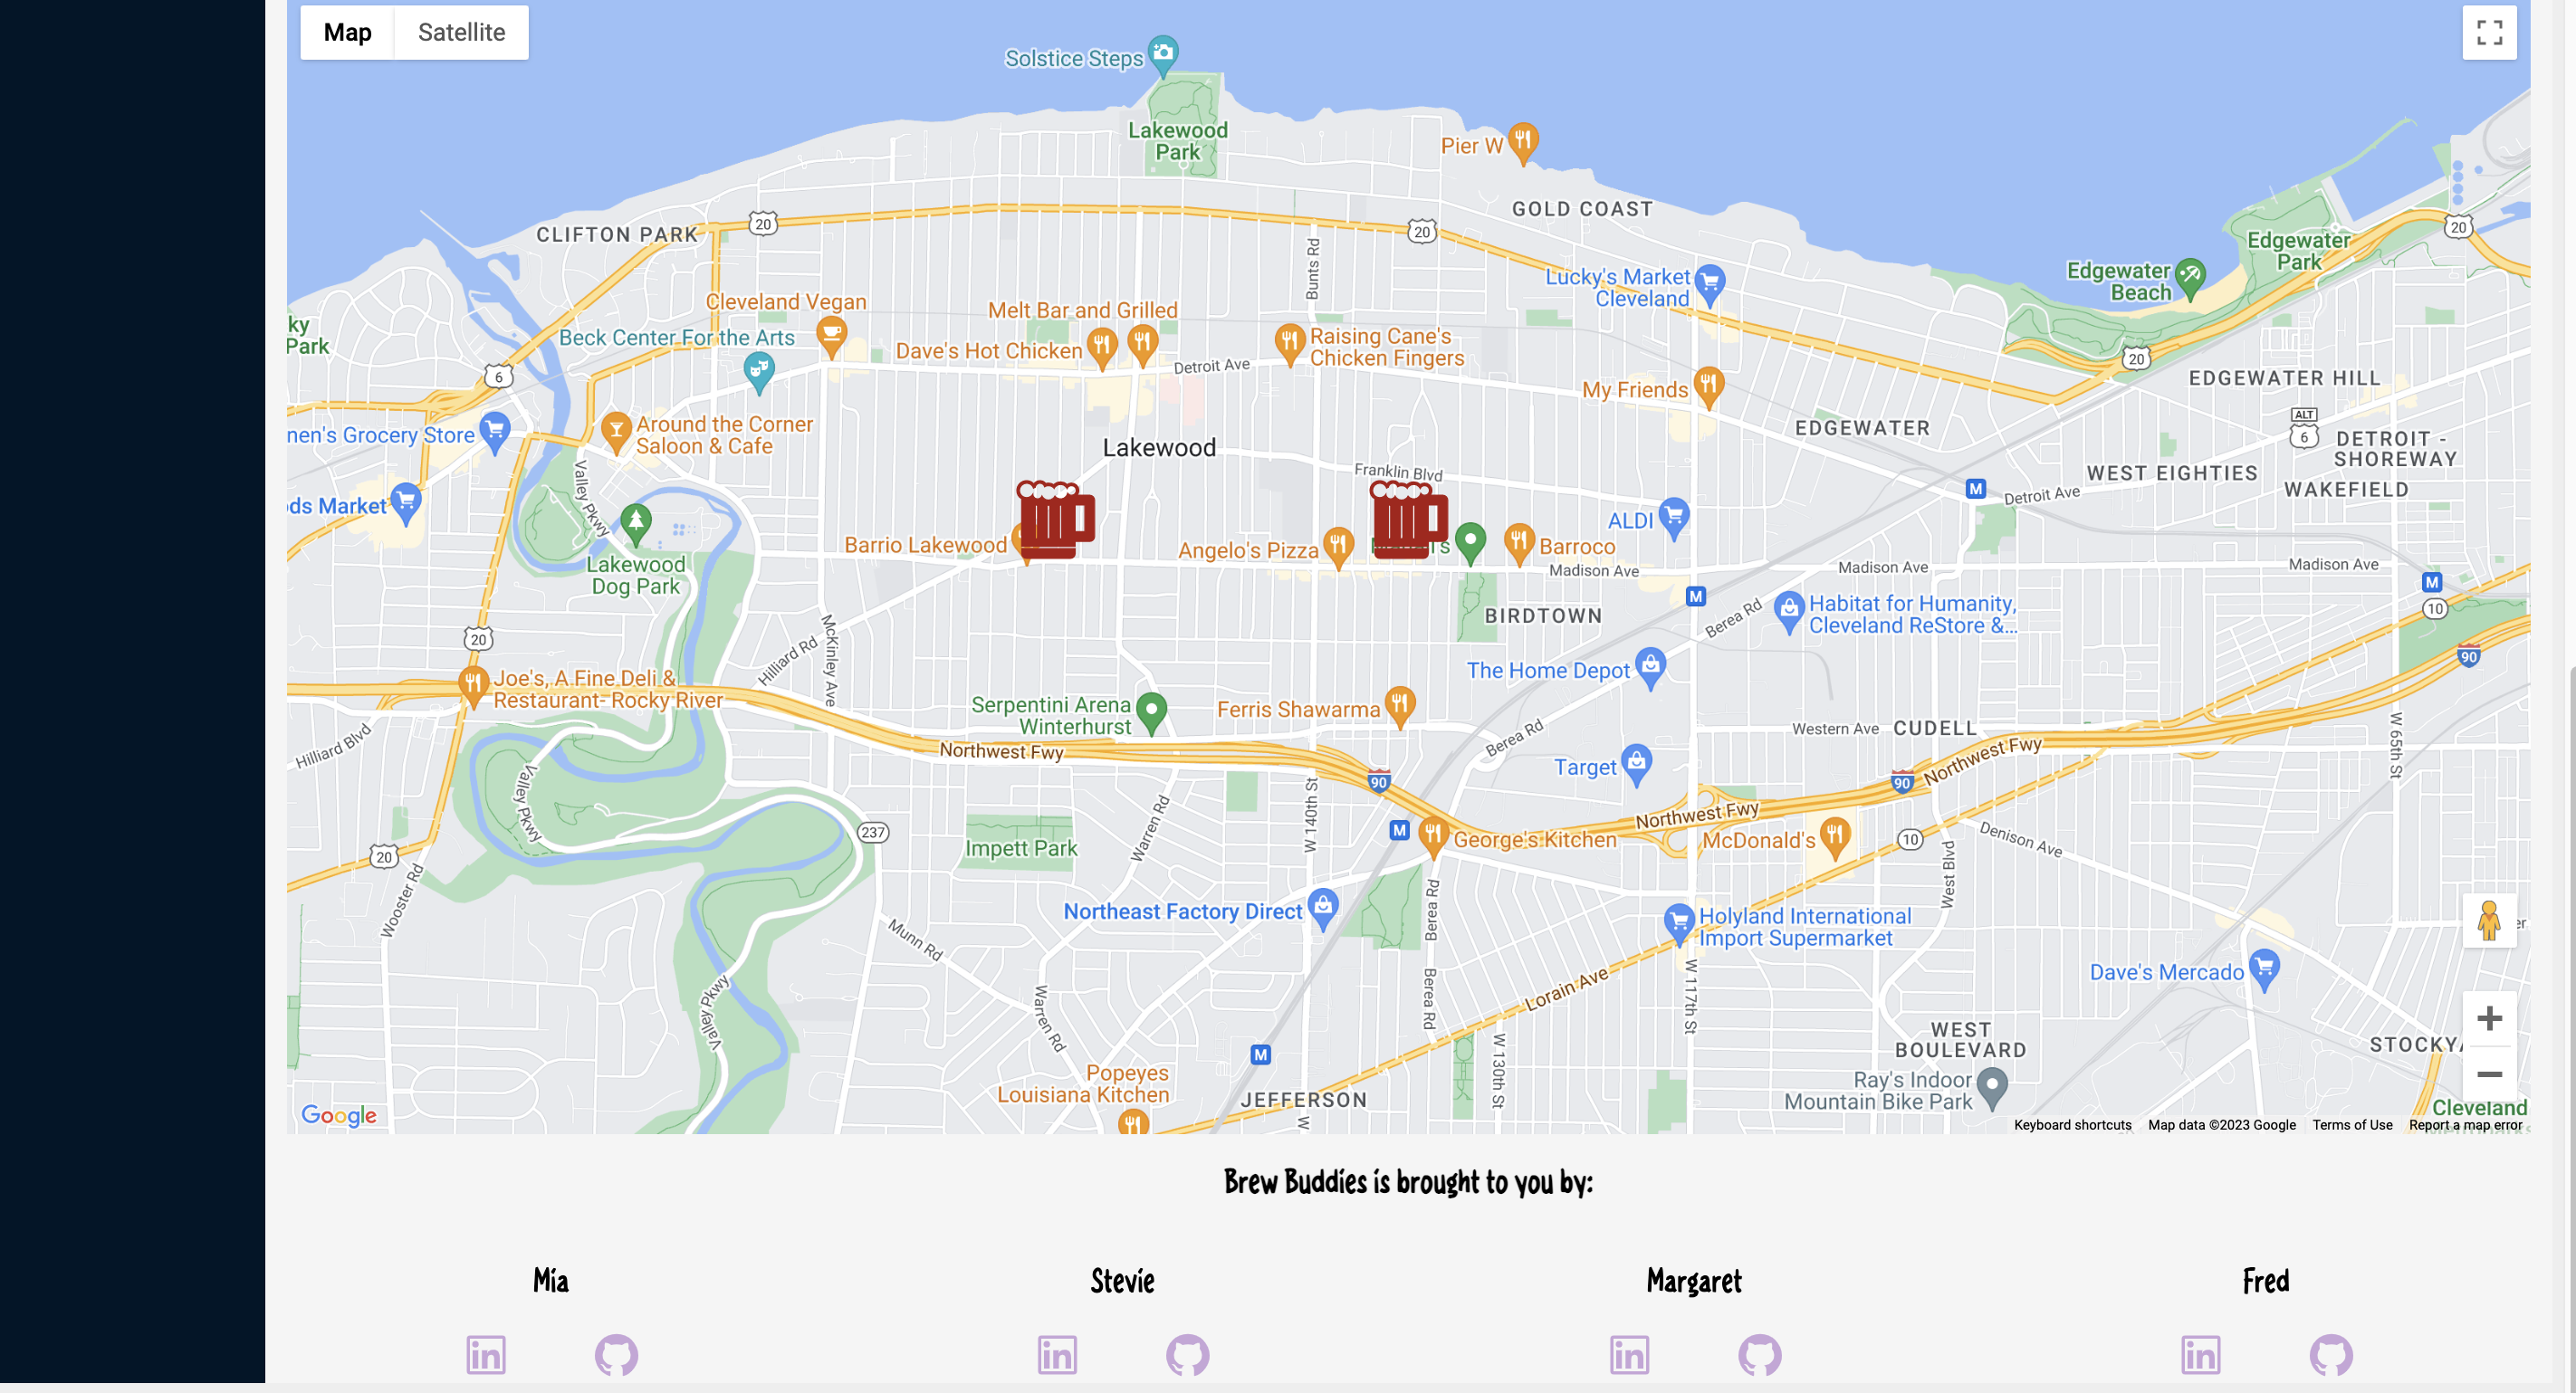 Map
Satellite
Solstice Steps
Lakewood
Park
Pier W
GOLD COAST
CLIFTON PARK
20
20
20
Bunts Rd
Edgewater
Park
Edgewater
Beach
Lucky's Market
Cleveland
Cleveland Vegan
Melt Bar and Grilled
ky
Park
Beck Center For the Arts
Dave's Hot Chicken
Raising Cane's
Chicken Fingers
Detroit Ave
20
6
My Friends
EDGEWATER HILL
ALT
6
Around the Corner
Saloon & Cafe
nen's Grocery Store
EDGEWATER
DETROIT -
SHOREWAY
Lakewood
Franklin Blvd
WEST EIGHTIES
WAKEFIELD
M
Detroit Ave
Valley Pkwy
ds Market
ALDI
Barrio Lakewood
Angelo's Pizza
s
Barroco
Madison Ave
Madison Ave
Madison Ave
Lakewood
Dog Park
M
M
10
BIRDTOWN
Habitat for Humanity,
Cleveland ReStore &...
Berea Rd
20
McKinley Ave
Hilliard Rd
90
The Home Depot
Joe's, A Fine Deli &
Restaurant- Rocky River
Serpentini Arena
Winterhurst
Ferris Shawarma
Western Ave
CUDELL
W 65th St
Hilliard Blvd
Northwest Fwy
Berea Rd
Northwest Fwy
Target
90
90
Valley Pkwy
W 140th St
Northwest Fwy
237
Warren Rd
M
George's Kitchen
McDonald's
10
Denison Ave
Impett Park
20
West Blvd
Wooster Rd
Berea Rd
Northeast Factory Direct
Holyland International
Import Supermarket
er
Munn Rd
Dave's Mercado
Lorain Ave
Valley Pkwy
Warren Rd
Berea Rd
W 117th St
WEST
BOULEVARD
STOCKYA
M
W 130th St
Popeyes
Louisiana Kitchen
JEFFERSON
Ray's Indoor
Mountain Bike Park
W
Cleveland
Google
Keyboard shortcuts
Map data ©2023 Google
Terms of Use
Report a map error
Brew Buddies is brought to you by:
Mia
Stevie
Margaret
Fred
in
in
in
in